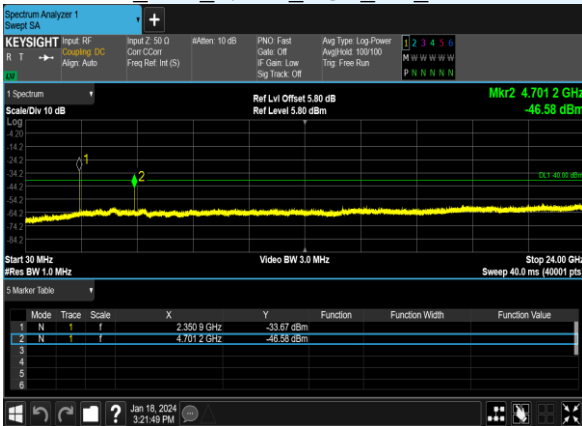 Spectrum Analyzer 1
Swept SA
+
KEYSIGHT Input: RF Input Z: 50 Ω #Atten: 10 dB PNO: Fast Avg Type: Log-Power 1 2 3 4 5 6
R T Coupling: DC Corr CCorr Gate: Off Avg|Hold: 100/100 M W W W W W
Align: Auto Freq Ref: Int (S) IF Gain: Low Trig: Free Run
LU Sig Track: Off P N N N N N
1 Spectrum Ref Lvl Offset 5.80 dB Mkr2 4.701 2 GHz
Scale/Div 10 dB Ref Level 5.80 dBm -46.58 dBm
Log
-4.20
-14.2
1
-24.2
-34.2
2
DL1 -40.00 dBm
-44.2
-54.2
-64.2
-74.2
-84.2
Start 30 MHz Video BW 3.0 MHz Stop 24.00 GHz
#Res BW 1.0 MHz Sweep 40.0 ms (40001 pts
5 Marker Table
Mode Trace Scale X Y Function Function Width Function Value
1 N 1 f 2.350 9 GHz -33.67 dBm
2 N 1 f 4.701 2 GHz -46.58 dBm
3
4
5
6
? Jan 18, 2024
3:21:49 PM